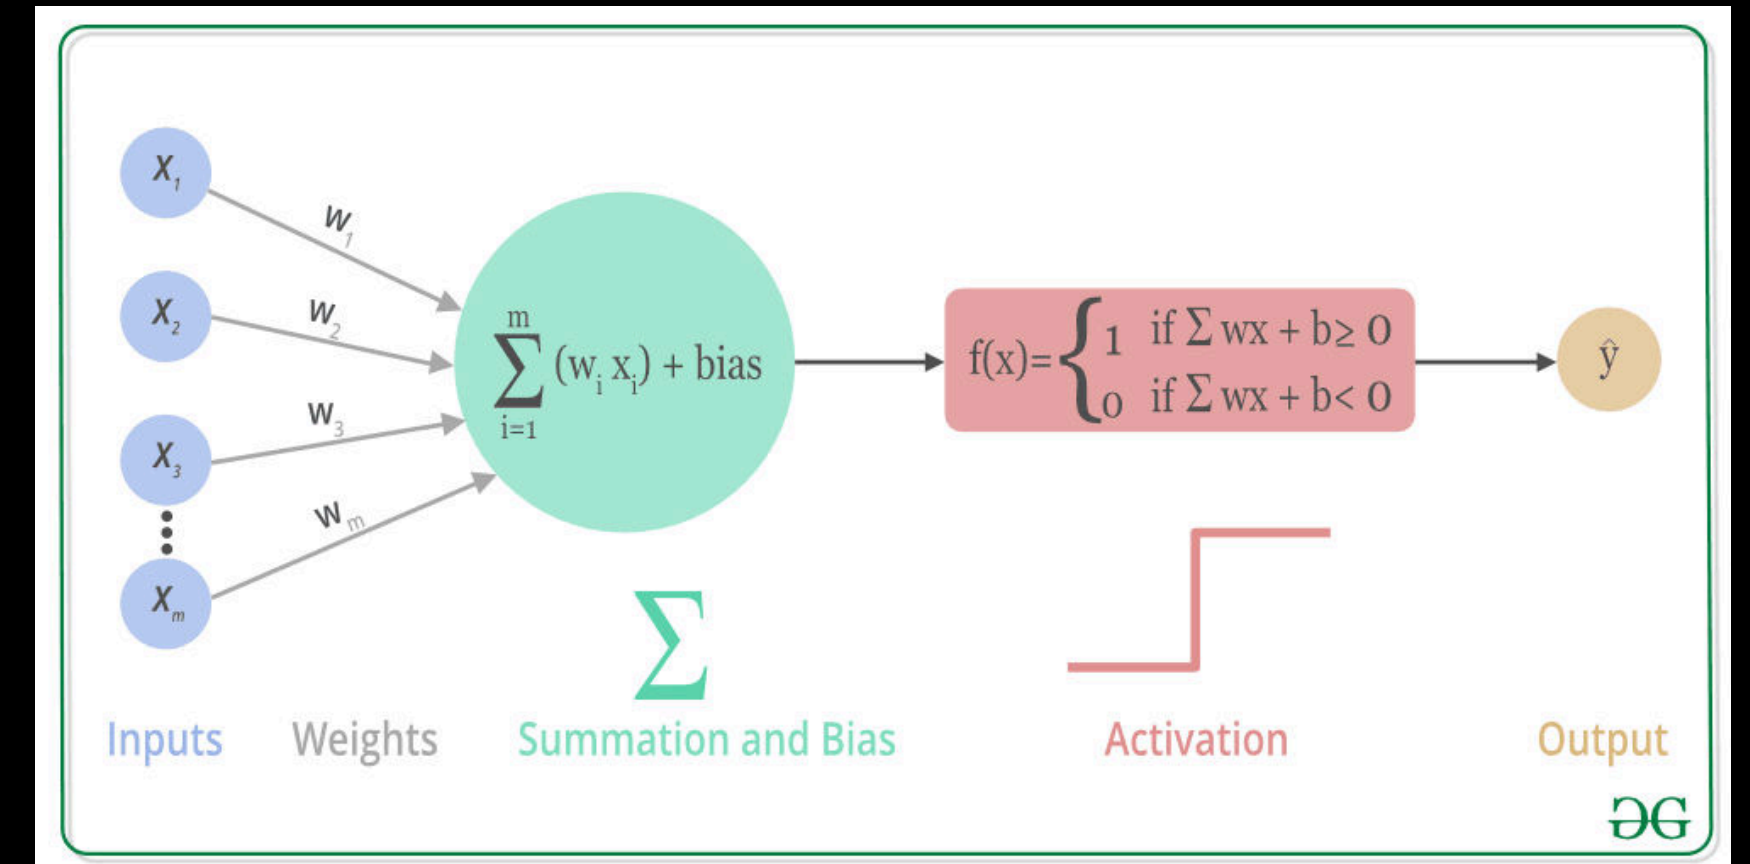 X₁
W₁
X₂
W₂
X₃
W₃
Xₘ
Wₘ
m
∑ (wᵢ xᵢ) + bias
i=1
f(x)= { 1 if Σ wx + b≥ 0
0 if Σ wx + b< 0
ŷ
Σ
Inputs
Weights
Summation and Bias
Activation
Output